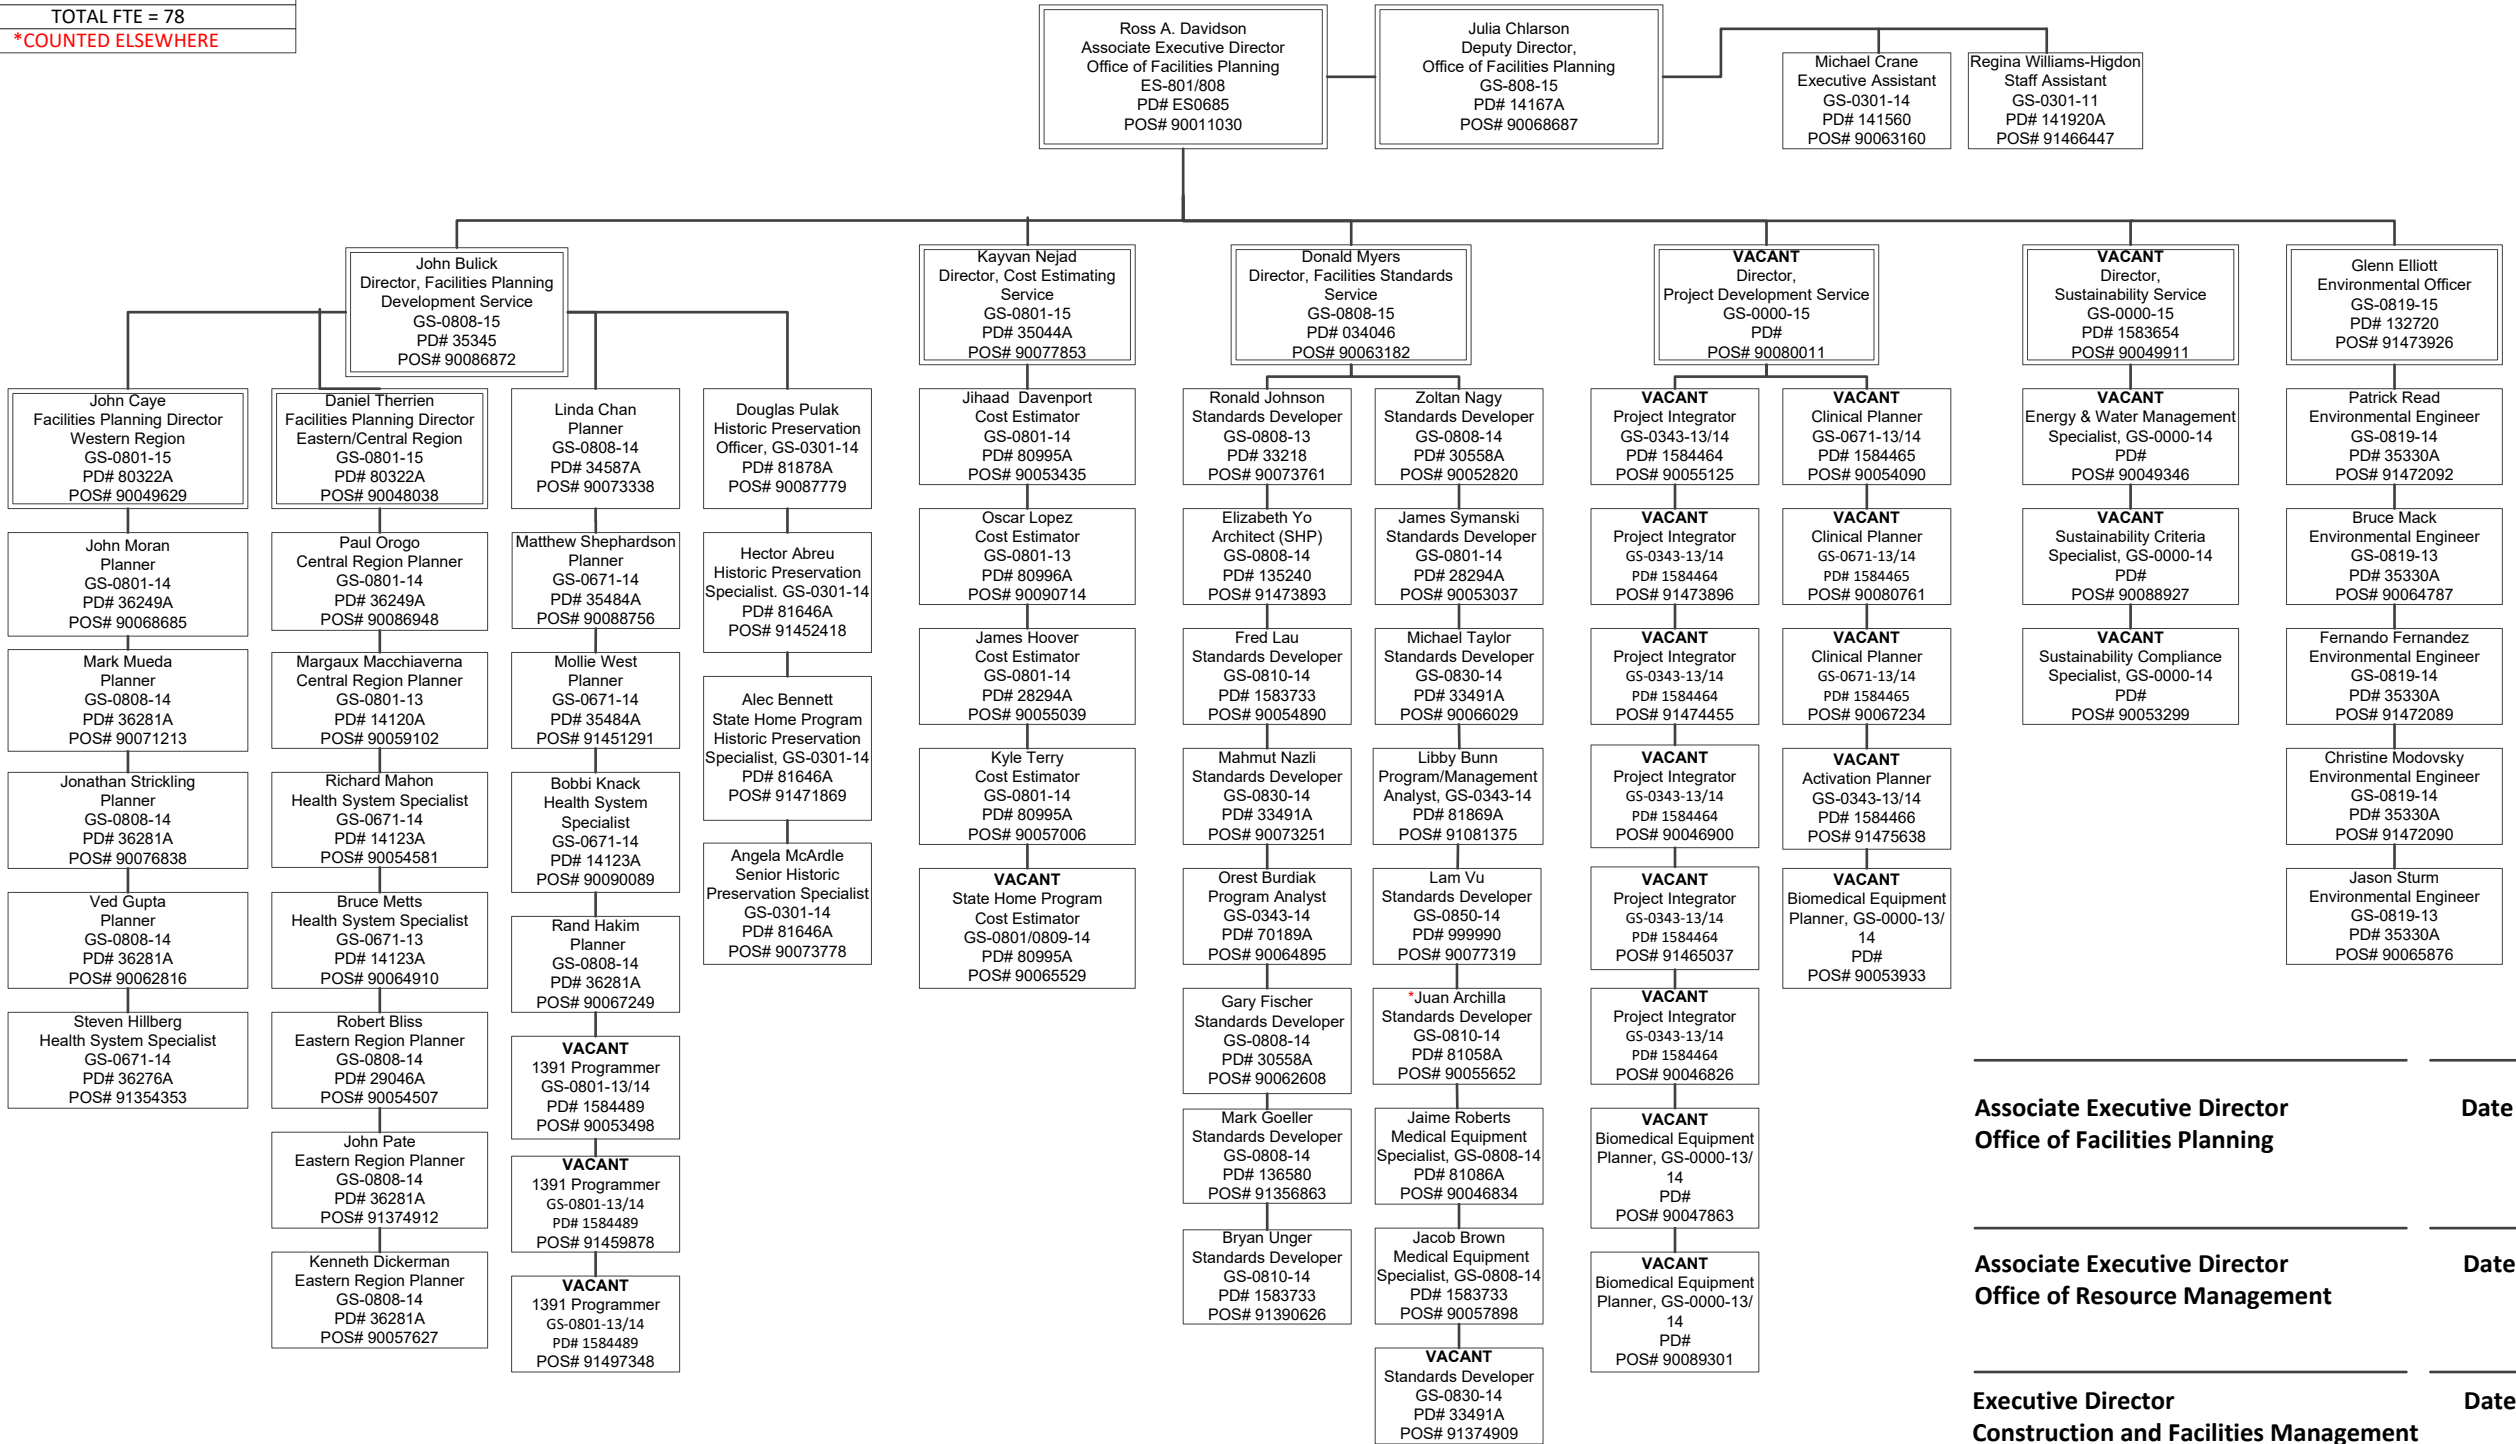 TOTAL FTE = 78
*COUNTED ELSEWHERE
Ross A. Davidson
Associate Executive Director
Office of Facilities Planning
ES-801/808
PD# ES0685
POS# 90011030
Julia Chlarson
Deputy Director,
Office of Facilities Planning
GS-808-15
PD# 14167A
POS# 90068687
Michael Crane
Executive Assistant
GS-0301-14
PD# 141560
POS# 90063160
Regina Williams-Higdon
Staff Assistant
GS-0301-11
PD# 141920A
POS# 91466447
John Bulick
Director, Facilities Planning
Development Service
GS-0808-15
PD# 35345
POS# 90086872
Kayvan Nejad
Director, Cost Estimating
Service
GS-0801-15
PD# 35044A
POS# 90077853
Donald Myers
Director, Facilities Standards
Service
GS-0808-15
PD# 034046
POS# 90063182
VACANT
Director,
Project Development Service
GS-0000-15
PD#
POS# 90080011
VACANT
Director,
Sustainability Service
GS-0000-15
PD# 1583654
POS# 90049911
Glenn Elliott
Environmental Officer
GS-0819-15
PD# 132720
POS# 91473926
John Caye
Facilities Planning Director
Western Region
GS-0801-15
PD# 80322A
POS# 90049629
John Moran
Planner
GS-0801-14
PD# 36249A
POS# 90068685
Mark Mueda
Planner
GS-0808-14
PD# 36281A
POS# 90071213
Jonathan Strickling
Planner
GS-0808-14
PD# 36281A
POS# 90076838
Ved Gupta
Planner
GS-0808-14
PD# 36281A
POS# 90062816
Steven Hillberg
Health System Specialist
GS-0671-14
PD# 36276A
POS# 91354353
Daniel Therrien
Facilities Planning Director
Eastern/Central Region
GS-0801-15
PD# 80322A
POS# 90048038
Paul Orogo
Central Region Planner
GS-0801-14
PD# 36249A
POS# 90086948
Margaux Macchiaverna
Central Region Planner
GS-0801-13
PD# 14120A
POS# 90059102
Richard Mahon
Health System Specialist
GS-0671-14
PD# 14123A
POS# 90054581
Bruce Metts
Health System Specialist
GS-0671-13
PD# 14123A
POS# 90064910
Robert Bliss
Eastern Region Planner
GS-0808-14
PD# 29046A
POS# 90054507
John Pate
Eastern Region Planner
GS-0808-14
PD# 36281A
POS# 91374912
Kenneth Dickerman
Eastern Region Planner
GS-0808-14
PD# 36281A
POS# 90057627
Linda Chan
Planner
GS-0808-14
PD# 34587A
POS# 90073338
Matthew Shephardson
Planner
GS-0671-14
PD# 35484A
POS# 90088756
Mollie West
Planner
GS-0671-14
PD# 35484A
POS# 91451291
Bobbi Knack
Health System
Specialist
GS-0671-14
PD# 14123A
POS# 90090089
Rand Hakim
Planner
GS-0808-14
PD# 36281A
POS# 90067249
VACANT
1391 Programmer
GS-0801-13/14
PD# 1584489
POS# 90053498
VACANT
1391 Programmer
GS-0801-13/14
PD# 1584489
POS# 91459878
VACANT
1391 Programmer
GS-0801-13/14
PD# 1584489
POS# 91497348
Douglas Pulak
Historic Preservation
Officer, GS-0301-14
PD# 81878A
POS# 90087779
Hector Abreu
Historic Preservation
Specialist. GS-0301-14
PD# 81646A
POS# 91452418
Alec Bennett
State Home Program
Historic Preservation
Specialist, GS-0301-14
PD# 81646A
POS# 91471869
Angela McArdle
Senior Historic
Preservation Specialist
GS-0301-14
PD# 81646A
POS# 90073778
Jihaad  Davenport
Cost Estimator
GS-0801-14
PD# 80995A
POS# 90053435
Oscar Lopez
Cost Estimator
GS-0801-13
PD# 80996A
POS# 90090714
James Hoover
Cost Estimator
GS-0801-14
PD# 28294A
POS# 90055039
Kyle Terry
Cost Estimator
GS-0801-14
PD# 80995A
POS# 90057006
VACANT
State Home Program
Cost Estimator
GS-0801/0809-14
PD# 80995A
POS# 90065529
Ronald Johnson
Standards Developer
GS-0808-13
PD# 33218
POS# 90073761
Elizabeth Yo
Architect (SHP)
GS-0808-14
PD# 135240
POS# 91473893
Fred Lau
Standards Developer
GS-0810-14
PD# 1583733
POS# 90054890
Mahmut Nazli
Standards Developer
GS-0830-14
PD# 33491A
POS# 90073251
Orest Burdiak
Program Analyst
GS-0343-14
PD# 70189A
POS# 90064895
Gary Fischer
Standards Developer
GS-0808-14
PD# 30558A
POS# 90062608
Mark Goeller
Standards Developer
GS-0808-14
PD# 136580
POS# 91356863
Bryan Unger
Standards Developer
GS-0810-14
PD# 1583733
POS# 91390626
Zoltan Nagy
Standards Developer
GS-0808-14
PD# 30558A
POS# 90052820
James Symanski
Standards Developer
GS-0801-14
PD# 28294A
POS# 90053037
Michael Taylor
Standards Developer
GS-0830-14
PD# 33491A
POS# 90066029
Libby Bunn
Program/Management
Analyst, GS-0343-14
PD# 81869A
POS# 91081375
Lam Vu
Standards Developer
GS-0850-14
PD# 999990
POS# 90077319
*Juan Archilla
Standards Developer
GS-0810-14
PD# 81058A
POS# 90055652
Jaime Roberts
Medical Equipment
Specialist, GS-0808-14
PD# 81086A
POS# 90046834
Jacob Brown
Medical Equipment
Specialist, GS-0808-14
PD# 1583733
POS# 90057898
VACANT
Standards Developer
GS-0830-14
PD# 33491A
POS# 91374909
VACANT
Project Integrator
GS-0343-13/14
PD# 1584464
POS# 90055125
VACANT
Project Integrator
GS-0343-13/14
PD# 1584464
POS# 91473896
VACANT
Project Integrator
GS-0343-13/14
PD# 1584464
POS# 91474455
VACANT
Project Integrator
GS-0343-13/14
PD# 1584464
POS# 90046900
VACANT
Project Integrator
GS-0343-13/14
PD# 1584464
POS# 91465037
VACANT
Project Integrator
GS-0343-13/14
PD# 1584464
POS# 90046826
VACANT
Biomedical Equipment
Planner, GS-0000-13/
14
PD#
POS# 90047863
VACANT
Biomedical Equipment
Planner, GS-0000-13/
14
PD#
POS# 90089301
VACANT
Clinical Planner
GS-0671-13/14
PD# 1584465
POS# 90054090
VACANT
Clinical Planner
GS-0671-13/14
PD# 1584465
POS# 90080761
VACANT
Clinical Planner
GS-0671-13/14
PD# 1584465
POS# 90067234
VACANT
Activation Planner
GS-0343-13/14
PD# 1584466
POS# 91475638
VACANT
Biomedical Equipment
Planner, GS-0000-13/
14
PD#
POS# 90053933
VACANT
Energy & Water Management
Specialist, GS-0000-14
PD#
POS# 90049346
VACANT
Sustainability Criteria
Specialist, GS-0000-14
PD#
POS# 90088927
VACANT
Sustainability Compliance
Specialist, GS-0000-14
PD#
POS# 90053299
Patrick Read
Environmental Engineer
GS-0819-14
PD# 35330A
POS# 91472092
Bruce Mack
Environmental Engineer
GS-0819-13
PD# 35330A
POS# 90064787
Fernando Fernandez
Environmental Engineer
GS-0819-14
PD# 35330A
POS# 91472089
Christine Modovsky
Environmental Engineer
GS-0819-14
PD# 35330A
POS# 91472090
Jason Sturm
Environmental Engineer
GS-0819-13
PD# 35330A
POS# 90065876
Associate Executive Director Date
Office of Facilities Planning
Associate Executive Director Date
Office of Resource Management
Executive Director Date
Construction and Facilities Management